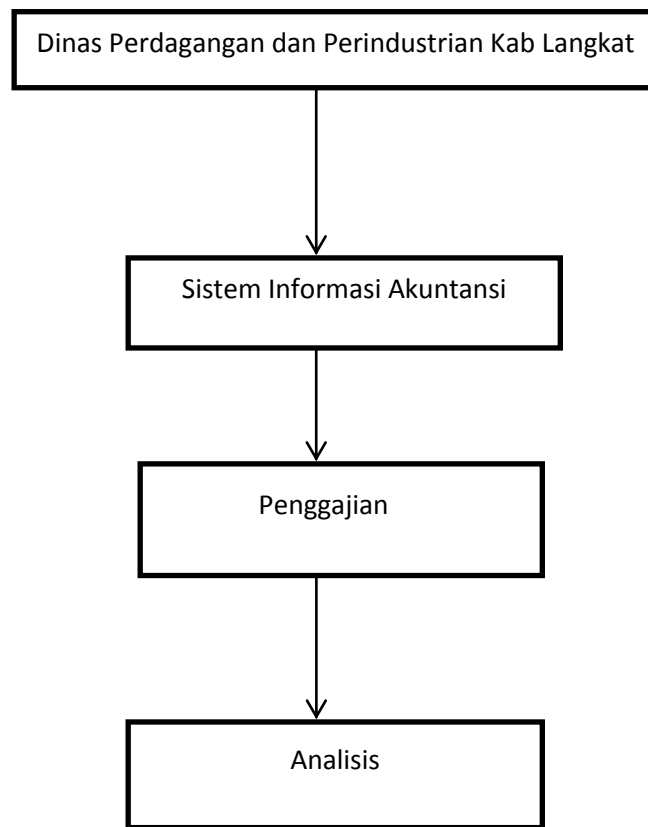 Dinas Perdagangan dan Perindustrian Kab Langkat
Sistem Informasi Akuntansi
Penggajian
Analisis